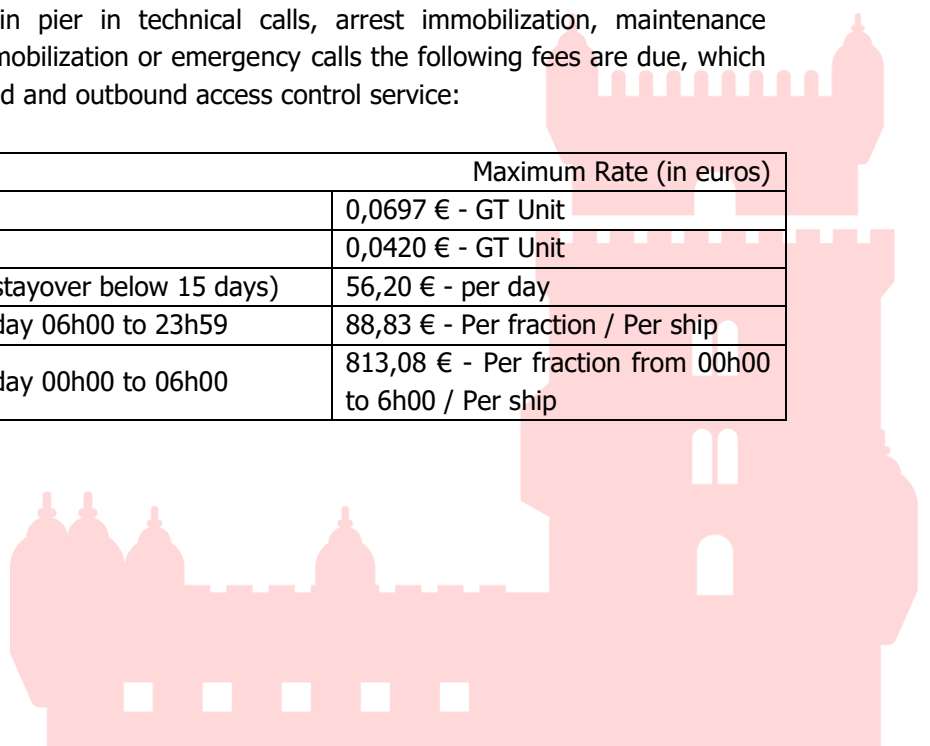 in pier in technical calls, arrest immobilization, maintenance
mobilization or emergency calls the following fees are due, which
d and outbound access control service:
Maximum Rate (in euros)
0,0697 € - GT Unit
0,0420 € - GT Unit
stayover below 15 days) 56,20 € - per day
day 06h00 to 23h59 88,83 € - Per fraction / Per ship
day 00h00 to 06h00 813,08 € - Per fraction from 00h00
to 6h00 / Per ship